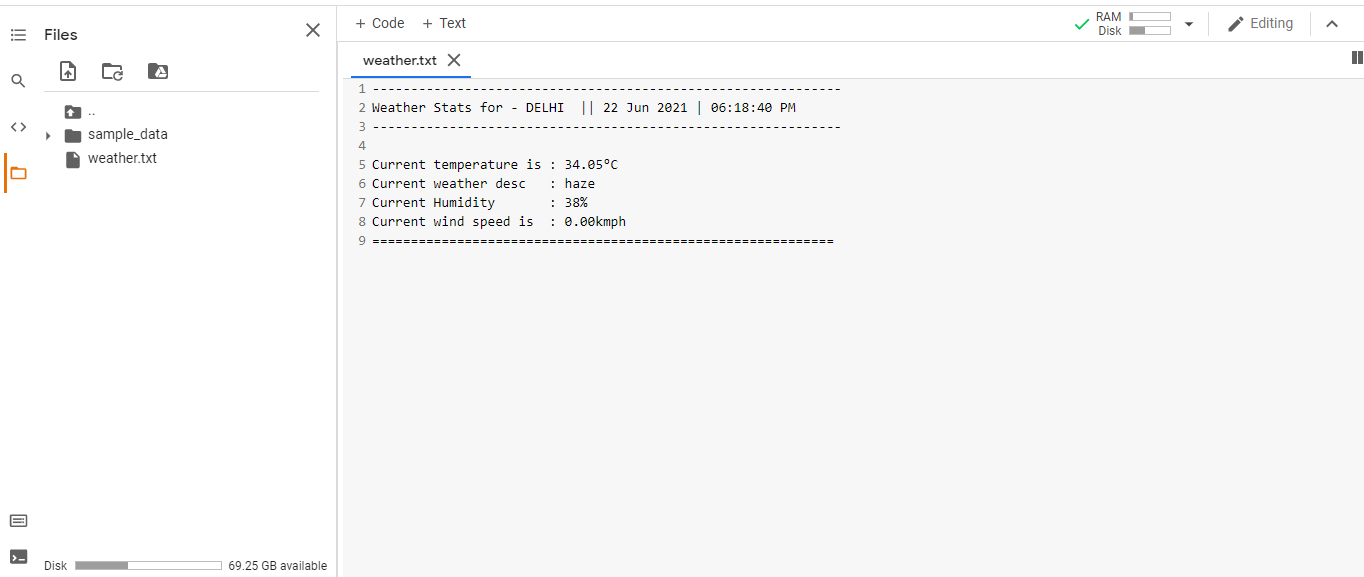 Files
..
sample_data
weather.txt
Disk 69.25 GB available
+ Code + Text
RAM
Disk
Editing
weather.txt
1 -------------------------------------------------------------
2 Weather Stats for - DELHI  || 22 Jun 2021 | 06:18:40 PM
3 -------------------------------------------------------------
4
5 Current temperature is : 34.05ºC
6 Current weather desc   : haze
7 Current Humidity       : 38%
8 Current wind speed is  : 0.00kmph
9 ============================================================